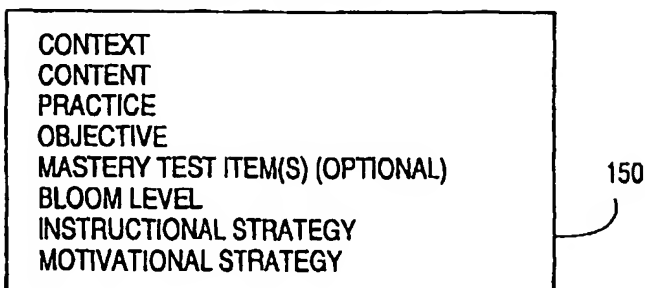 CONTEXT
CONTENT
PRACTICE
OBJECTIVE
MASTERY TEST ITEM(S) (OPTIONAL)
BLOOM LEVEL
INSTRUCTIONAL STRATEGY
MOTIVATIONAL STRATEGY
150